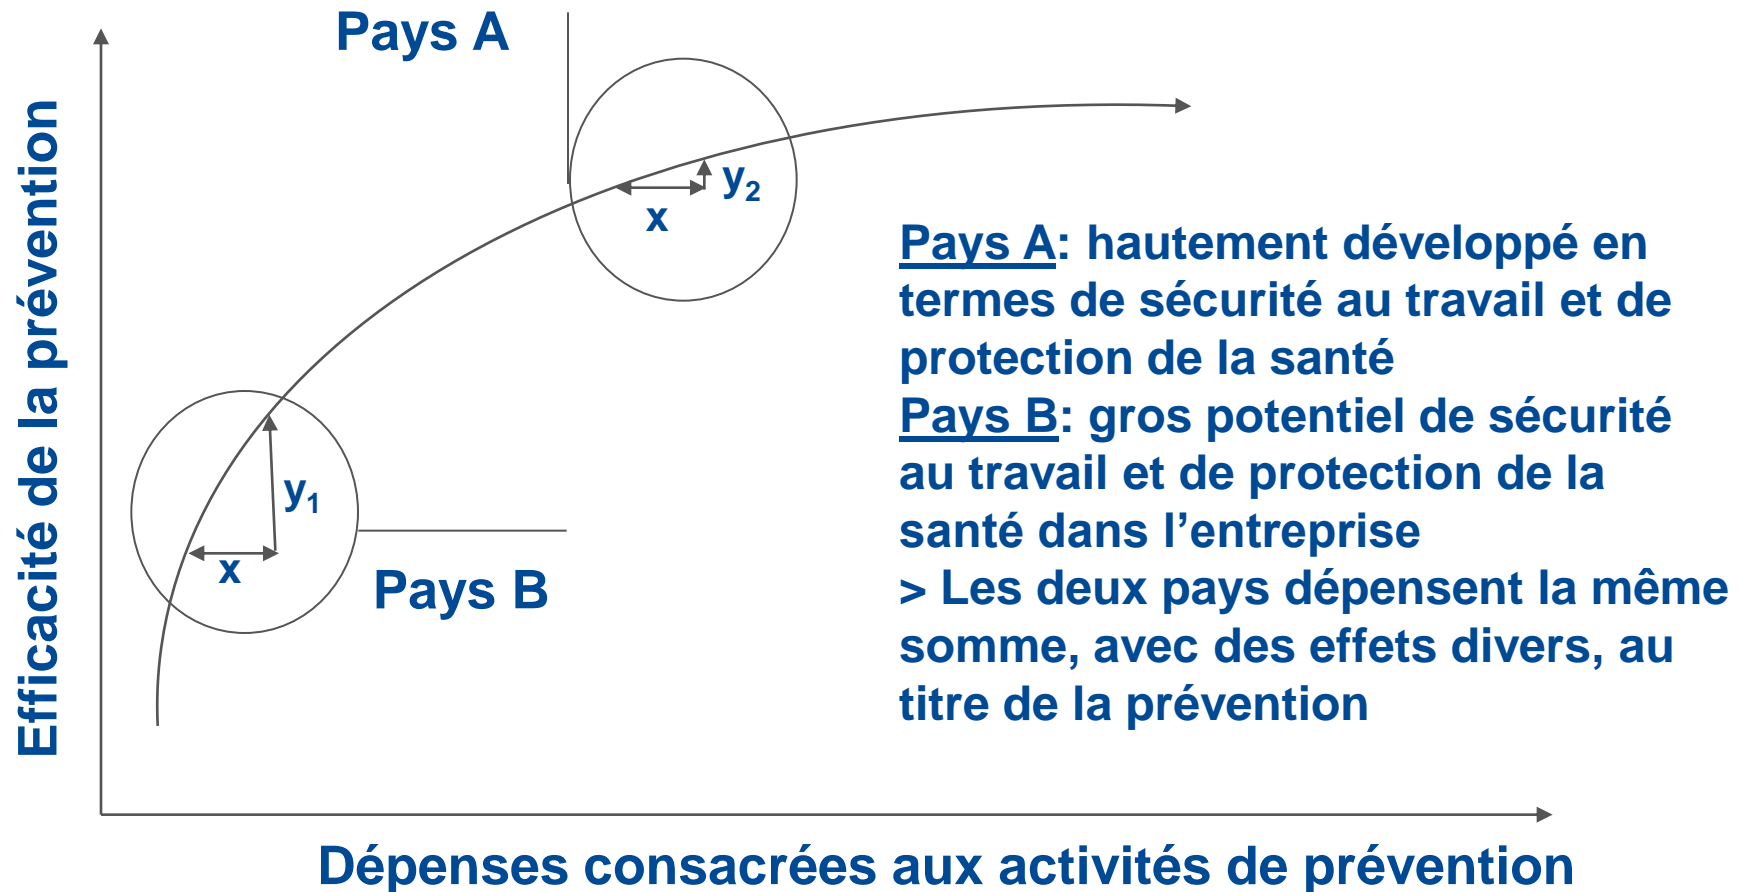 Pays A
Efficacité de la prévention
y2
x
Pays A: hautement développé en
termes de sécurité au travail et de
protection de la santé
Pays B: gros potentiel de sécurité
au travail et de protection de la
santé dans l’entreprise
> Les deux pays dépensent la même
somme, avec des effets divers, au
titre de la prévention
y1
x
Pays B
Dépenses consacrées aux activités de prévention